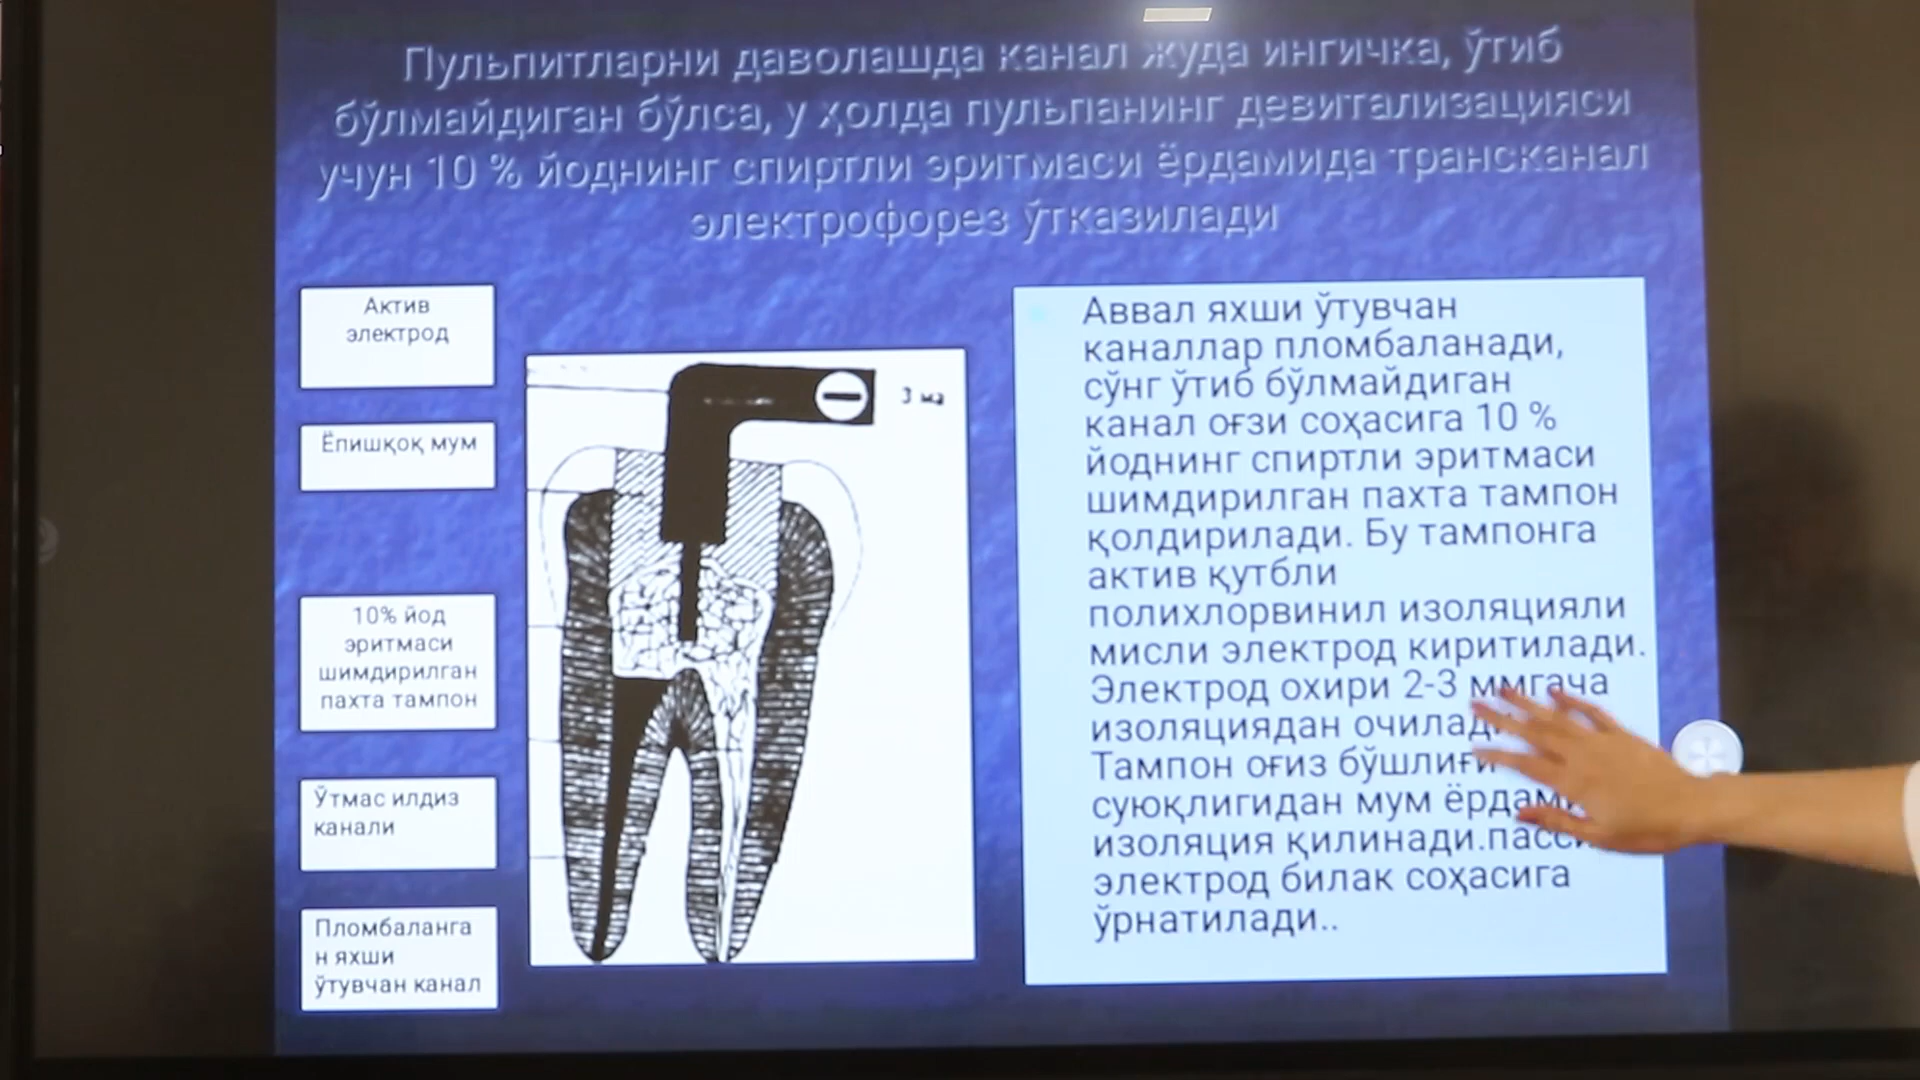 Пульпитларни даволашда канал жуда ингичка, ўтиб
бўлмайдиган бўлса, у ҳолда пульпанинг девитализацияси
учун 10 % йоднинг спиртли эритмаси ёрдамида трансканал
электрофорез ўтказилади
Актив
электрод
Ёпишқоқ мум
10% йод
эритмаси
шимдирилган
пахта тампон
Ўтмас илдиз
канали
Пломбаланга
н яхши
ўтувчан канал
3 ма
Аввал яхши ўтувчан
каналлар пломбаланади,
сўнг ўтиб бўлмайдиган
канал оғзи соҳасига 10 %
йоднинг спиртли эритмаси
шимдирилган пахта тампон
қолдирилади. Бу тампонга
актив қутбли
полихлорвинил изоляцияли
мисли электрод киритилади.
Электрод охири 2-3 ммгача
изоляциядан
Тампон оғиз бўшлиғи
суюқлигидан мум
изоляция қилинади.
электрод билак соҳасига
ўрнатилади..